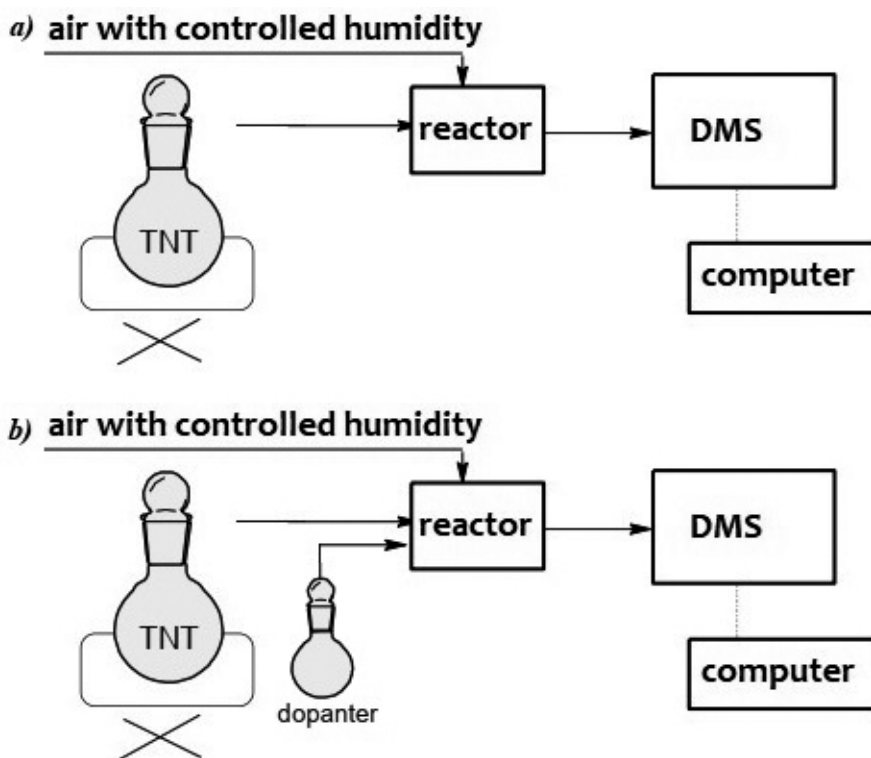 a) air with controlled humidity
TNT
reactor
DMS
computer
b) air with controlled humidity
TNT
dopanter
reactor
DMS
computer